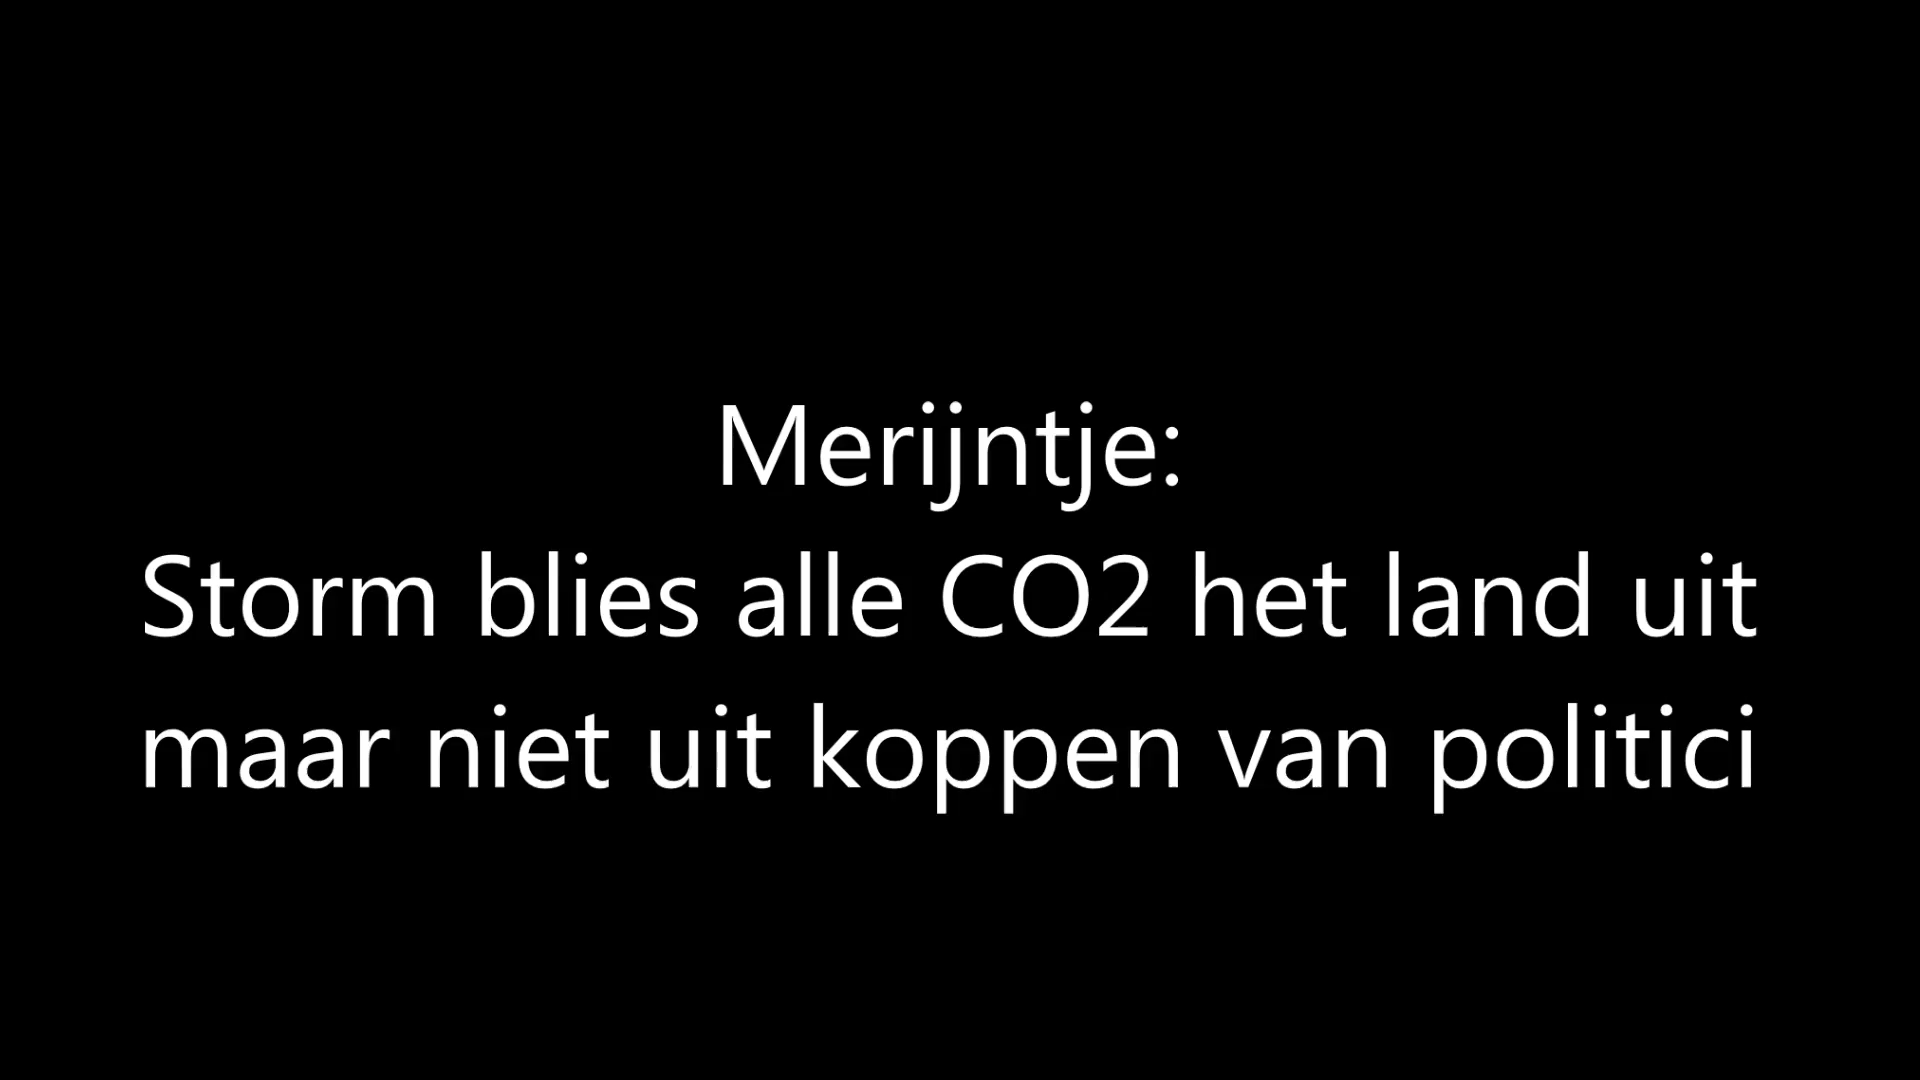 Merijntje:
Storm blies alle CO2 het land uit
maar niet uit koppen van politici